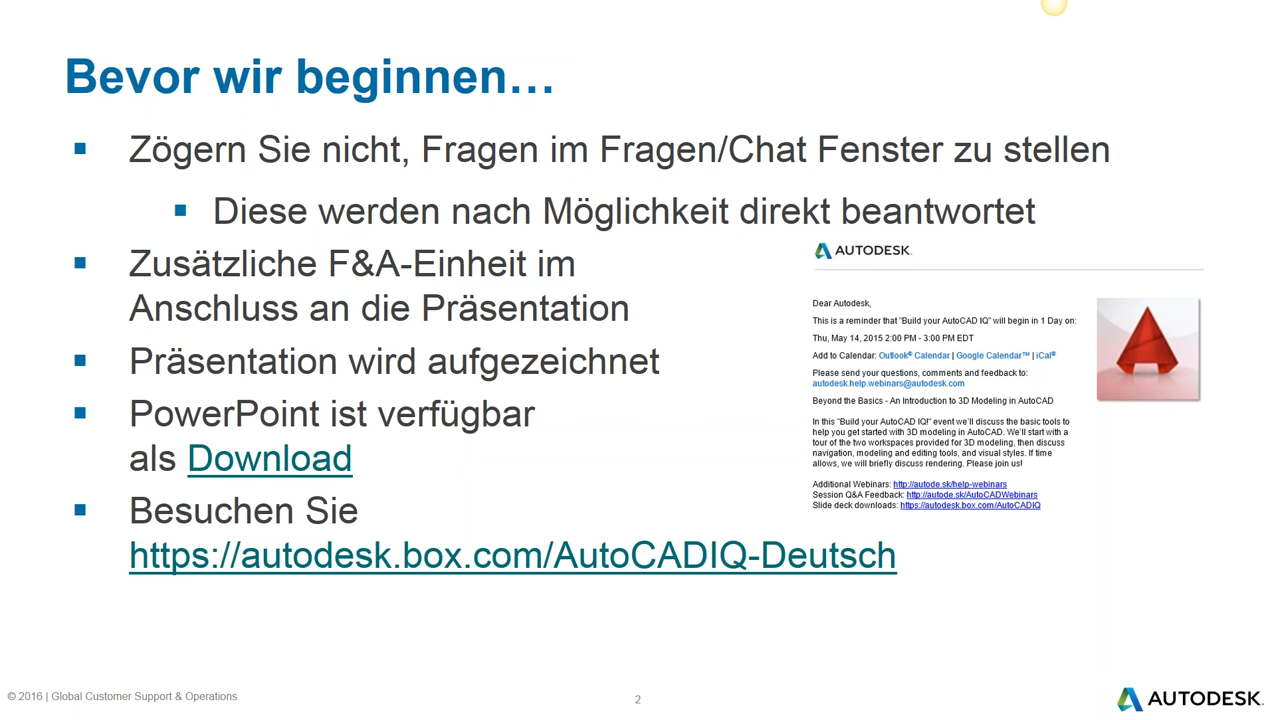 Bevor wir beginnen…
▪ Zögern Sie nicht, Fragen im Fragen/Chat Fenster zu stellen
▪ Diese werden nach Möglichkeit direkt beantwortet
▪ Zusätzliche F&A-Einheit im
Anschluss an die Präsentation
▪ Präsentation wird aufgezeichnet
▪ PowerPoint ist verfügbar
als Download
▪ Besuchen Sie
https://autodesk.box.com/AutoCADIQ-Deutsch
AUTODESK.
Dear Autodesk,
This is a reminder that "Build your AutoCAD IQ" will begin in 1 Day on:
Thu, May 14, 2015 2:00 PM - 3:00 PM EDT
Add to Calendar: Outlook® Calendar | Google Calendar™ | iCal®
Please send your questions, comments and feedback to:
autodesk.help.webinars@autodesk.com
Beyond the Basics - An Introduction to 3D Modeling in AutoCAD
In this "Build your AutoCAD IQ!" event we'll discuss the basic tools to
help you get started with 3D modeling in AutoCAD. We'll start with a
tour of the two workspaces provided for 3D modeling, then discuss
navigation, modeling and editing tools, and visual styles. If time
allows, we will briefly discuss rendering. Please join us!
Additional Webinars: http://autode.sk/help-webinars
Session Q&A Feedback: http://autode.sk/AutoCADWebinars
Slide deck downloads: https://autodesk.box.com/AutoCADIQ
© 2016 | Global Customer Support & Operations
2
AUTODESK.